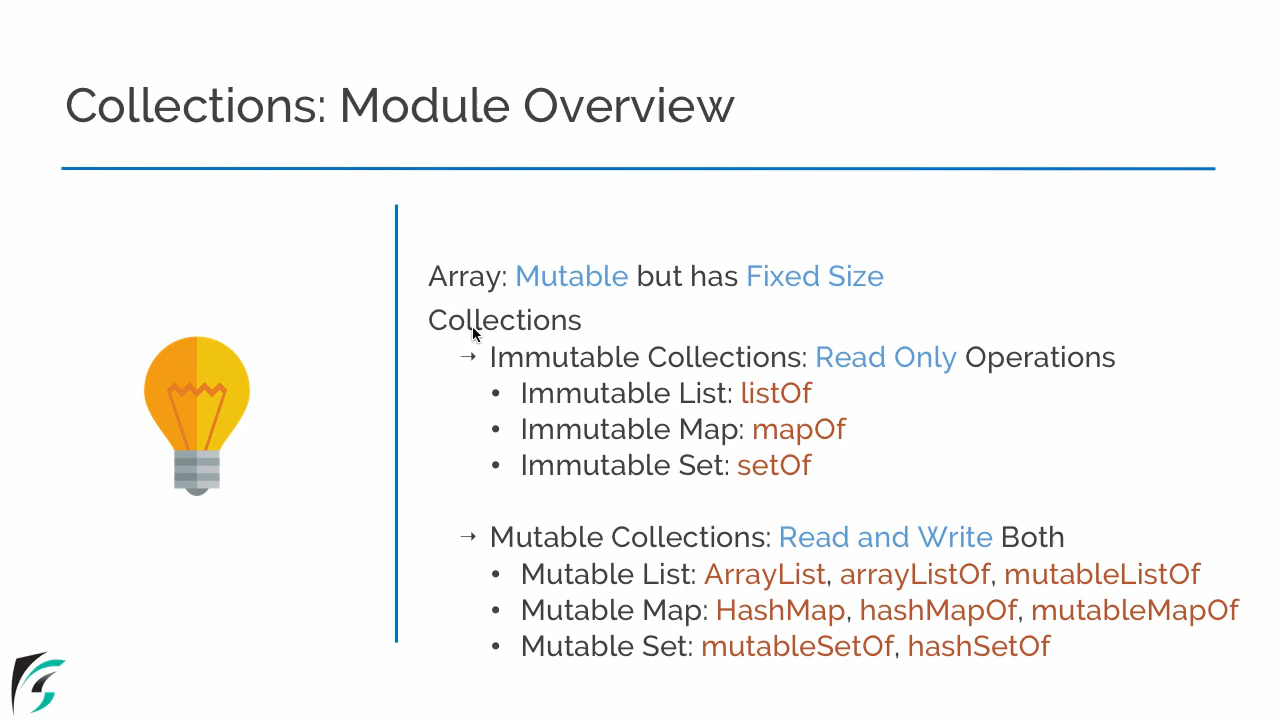 Collections: Module Overview
Array: Mutable but has Fixed Size
Collections
→ Immutable Collections: Read Only Operations
• Immutable List: listOf
• Immutable Map: mapOf
• Immutable Set: setOf
→ Mutable Collections: Read and Write Both
• Mutable List: ArrayList, arrayListOf, mutableListOf
• Mutable Map: HashMap, hashMapOf, mutableMapOf
• Mutable Set: mutableSetOf, hashSetOf